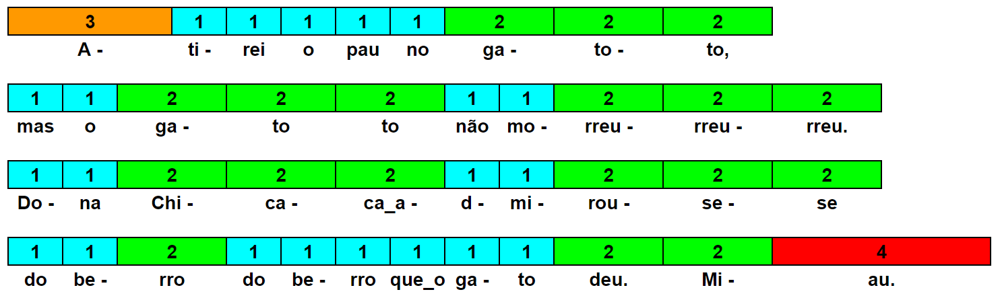 3 1 1 1 1 1 2 2 2
A - ti - rei o pau no ga - to - to,
1 1 2 2 2 1 1 2 2 2
mas o ga - to to não mo - rreu - rreu - rreu.
1 1 2 2 2 1 1 2 2 2
Do - na Chi - ca - ca_a - d - mi - rou - se - se
1 1 2 1 1 1 1 1 1 2 2 4
do be - rro do be - rro que_o ga - to deu. Mi - au.